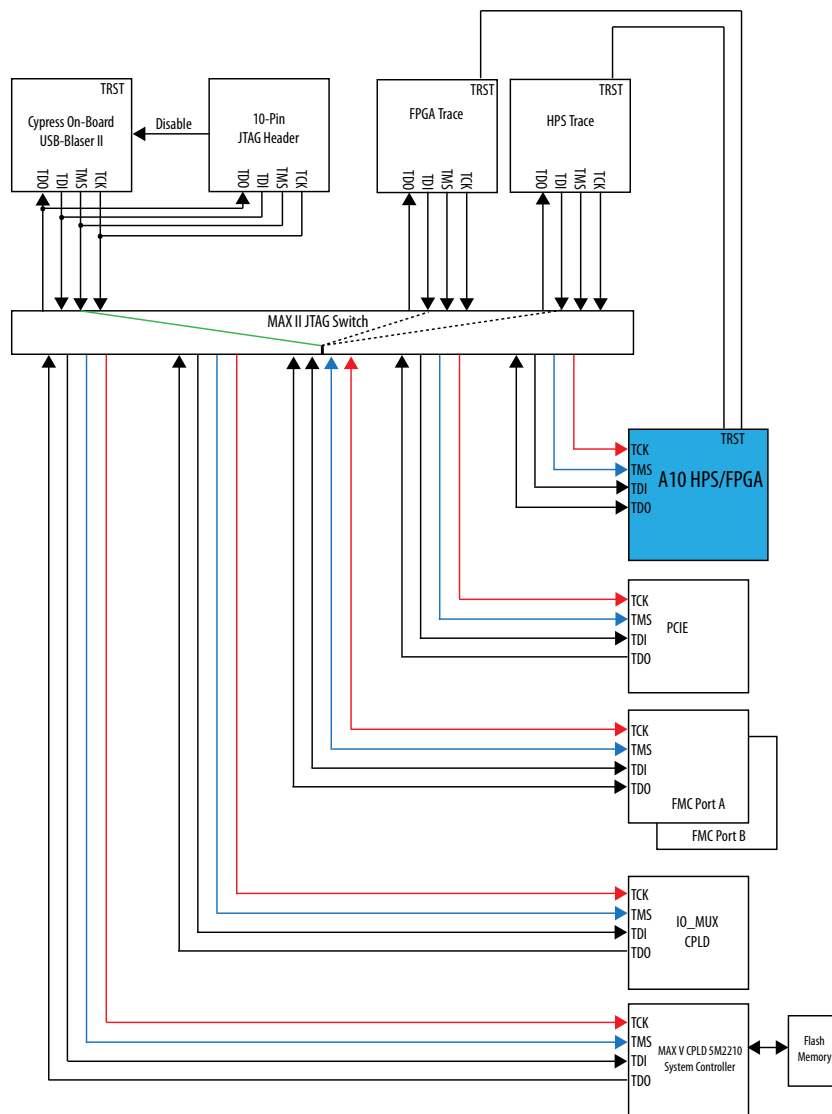 TRST
Cypress On-Board
USB-Blaser II
TDO
TDI
TMS
TCK
Disable
10-Pin
JTAG Header
TDO
TDI
TMS
TCK
TRST
FPGA Trace
TDO
TDI
TMS
TCK
TRST
HPS Trace
TDO
TDI
TMS
TCK
MAX II JTAG Switch
TRST
TCK
TMS
A10 HPS/FPGA
TDI
TDO
TCK
TMS
PCIE
TDI
TDO
TCK
TMS
TDI
TDO
FMC Port A
FMC Port B
TCK
TMS
IO_MUX
CPLD
TDI
TDO
TCK
TMS
MAX V CPLD 5M2210
System Controller
TDI
TDO
Flash
Memory